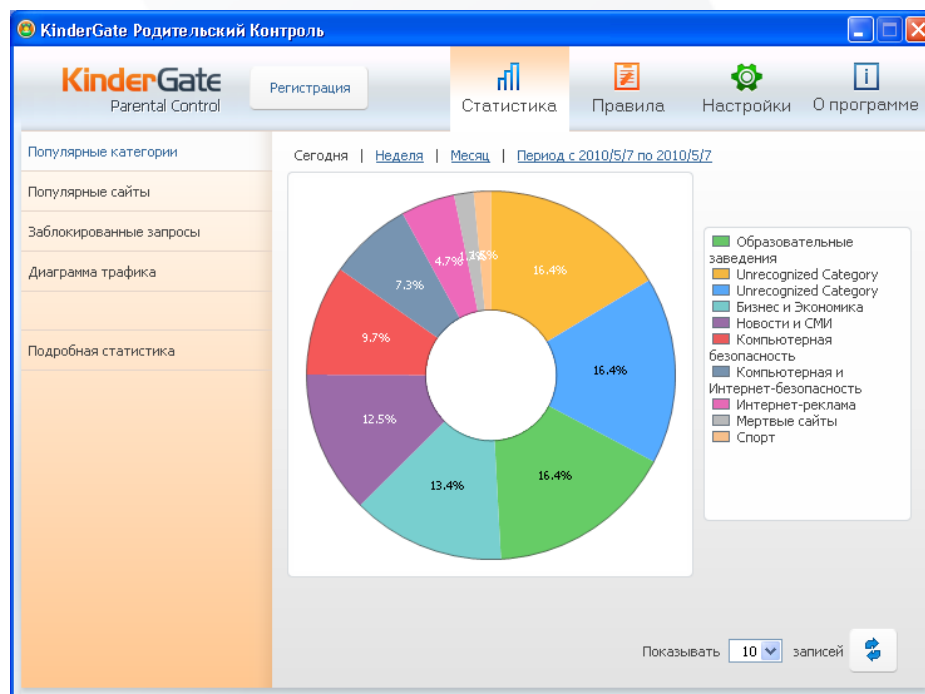 KinderGate Родительский Контроль
KinderGate
Parental Control
Регистрация
Статистика
Правила
Настройки
О программе
Популярные категории
Популярные сайты
Заблокированные запросы
Диаграмма трафика
Подробная статистика
Сегодня | Неделя | Месяц | Период с 2010/5/7 по 2010/5/7
16.4%
16.4%
16.4%
13.4%
12.5%
9.7%
7.3%
4.7%
Образовательные
заведения
Unrecognized Category
Unrecognized Category
Бизнес и Экономика
Новости и СМИ
Компьютерная
безопасность
Компьютерная и
Интернет-безопасность
Интернет-реклама
Мертвые сайты
Спорт
Показывать 10 записей